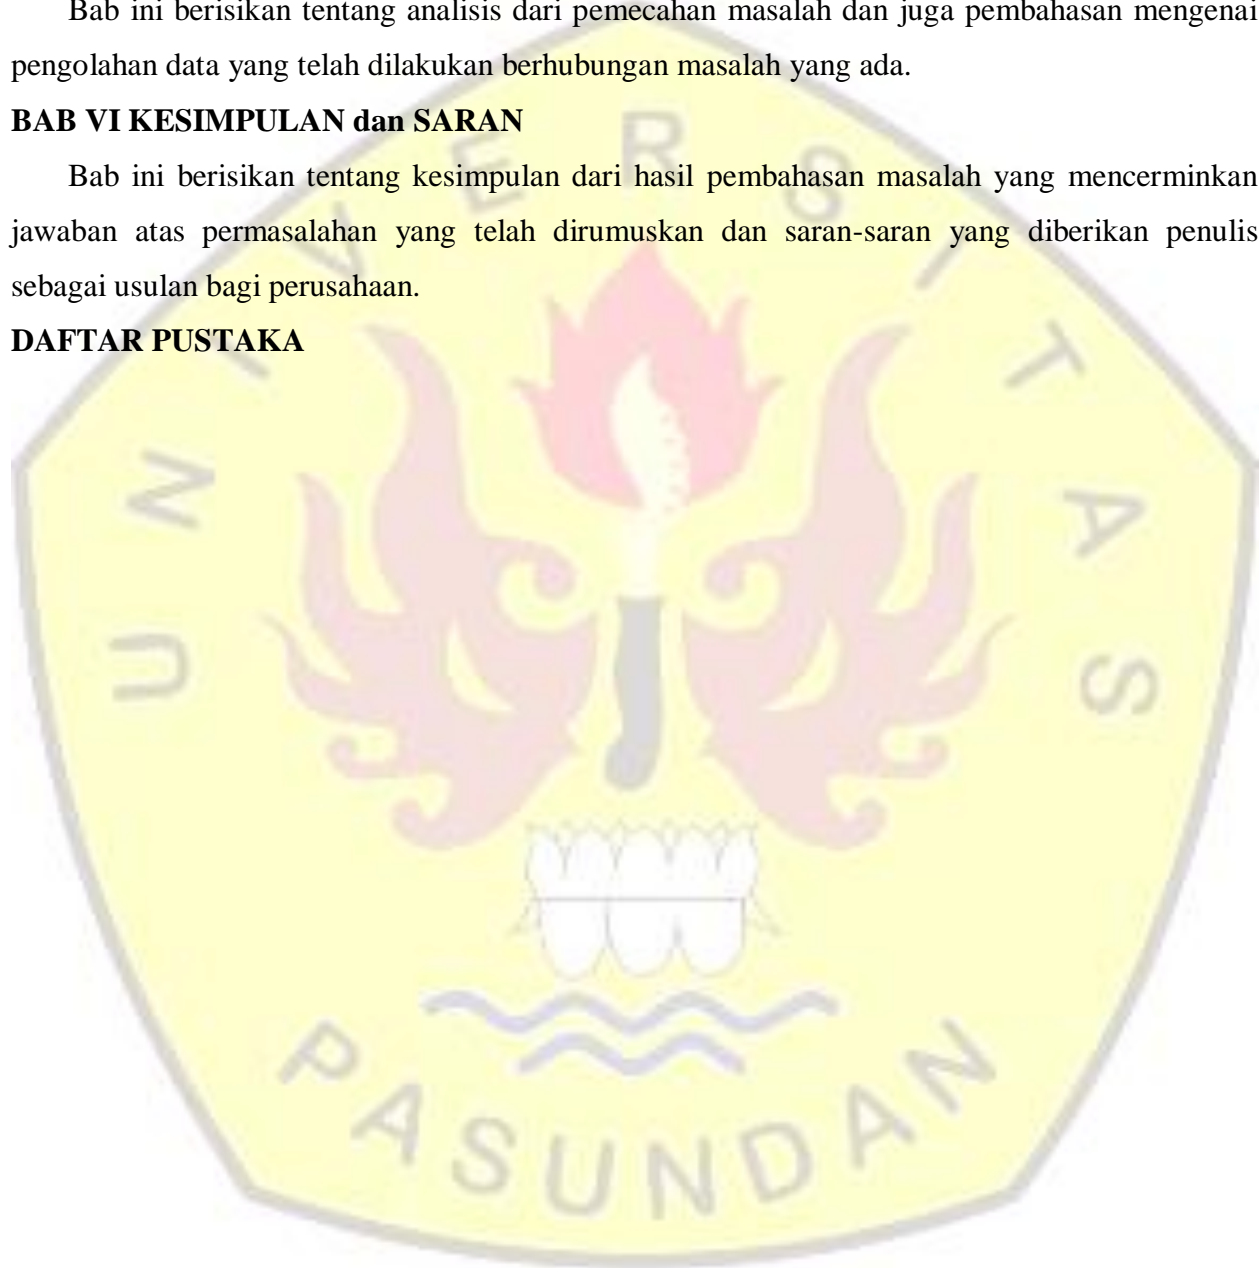 Bab ini berisikan tentang analisis dari pemecahan masalah dan juga pembahasan mengenai
pengolahan data yang telah dilakukan berhubungan masalah yang ada.
BAB VI KESIMPULAN dan SARAN
Bab ini berisikan tentang kesimpulan dari hasil pembahasan masalah yang mencerminkan
jawaban atas permasalahan yang telah dirumuskan dan saran-saran yang diberikan penulis
sebagai usulan bagi perusahaan.
DAFTAR PUSTAKA
UNIVERSITAS
PASUNDAN